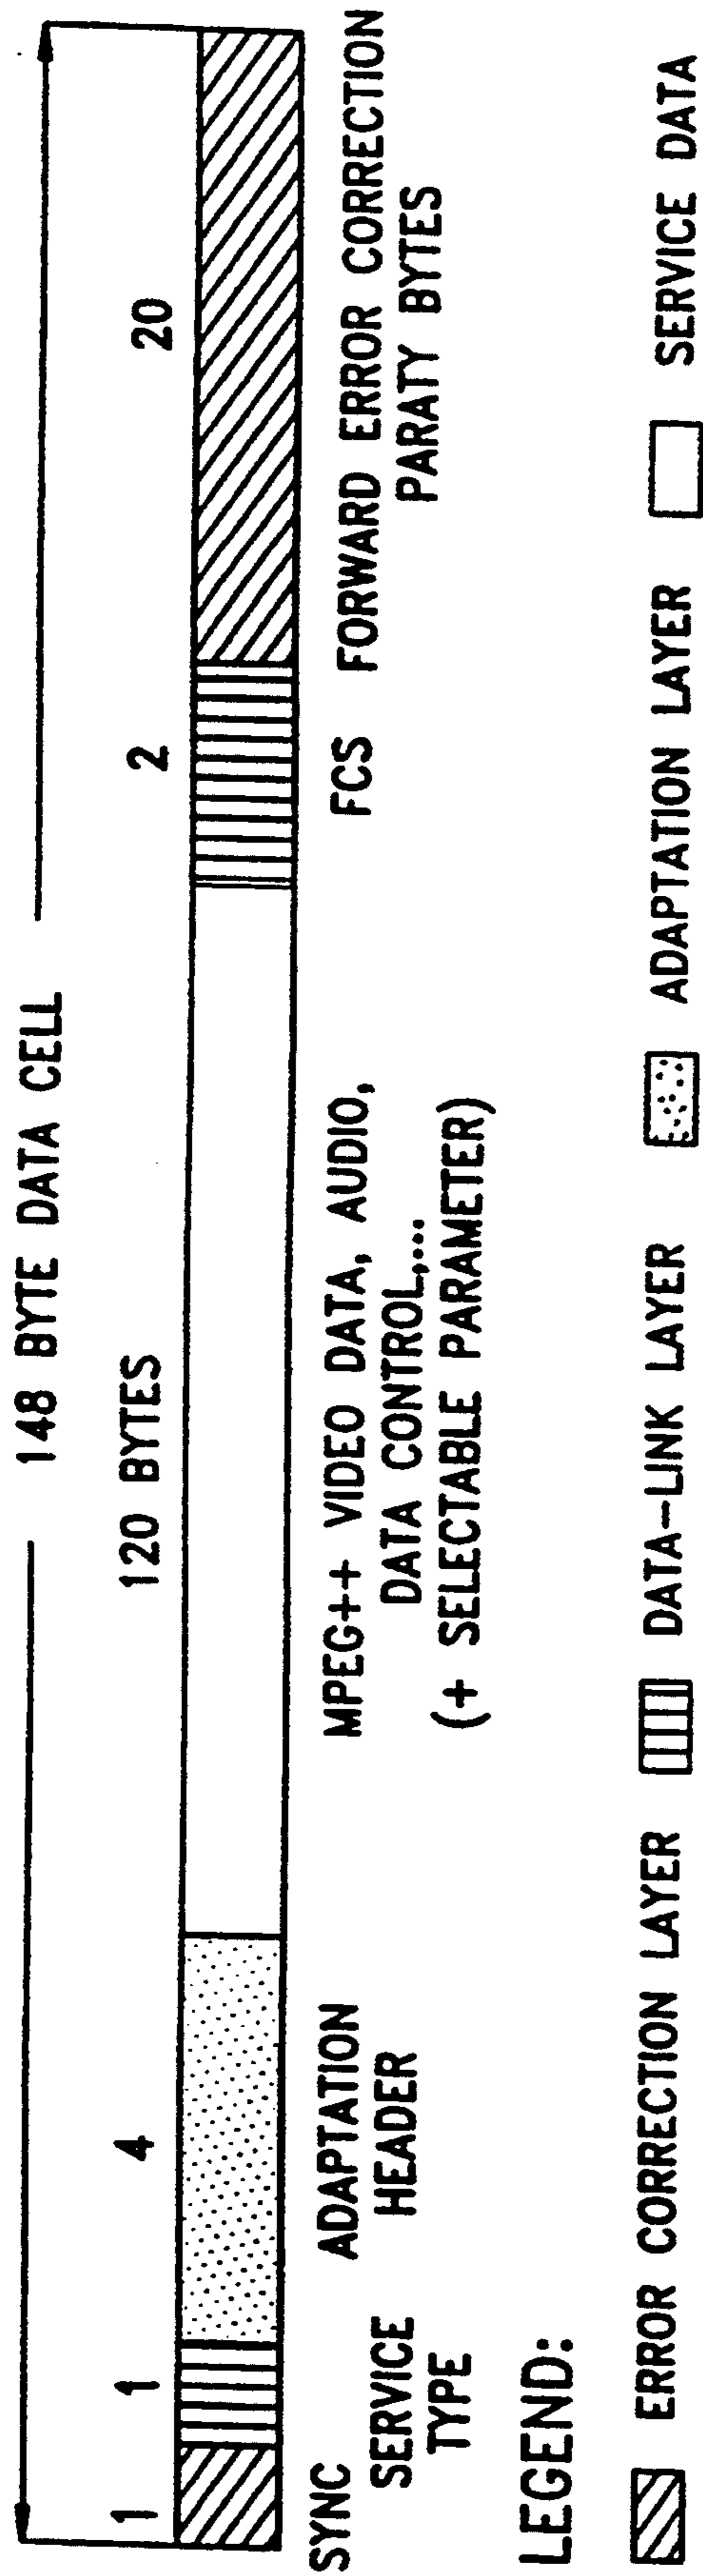 148 BYTE DATA CELL
1 1 4 120 BYTES 2 20
SYNC
SERVICE
TYPE
ADAPTATION
HEADER
MPEG++ VIDEO DATA, AUDIO,
DATA CONTROL,...
(+ SELECTABLE PARAMETER)
FCS
FORWARD ERROR CORRECTION
PARATY BYTES
LEGEND:
ERROR CORRECTION LAYER
DATA-LINK LAYER
ADAPTATION LAYER
SERVICE DATA